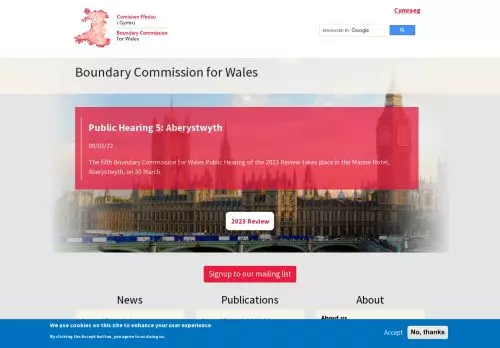 Cymraeg
Comisiwn Ffiniau
i Gymru
Boundary Commission
for Wales
ENHANCED BY Google
Boundary Commission for Wales
Public Hearing 5: Aberystwyth
09/03/22
The fifth Boundary Commission for Wales Public Hearing of the 2023 Review takes place in the Marine Hotel,
Aberystwyth, on 30 March.
2023 Review
Signup to our mailing list
News
Publications
About
About us
We use cookies on this site to enhance your user experience
By clicking the Accept button, you agree to us doing so.
Accept
No, thanks